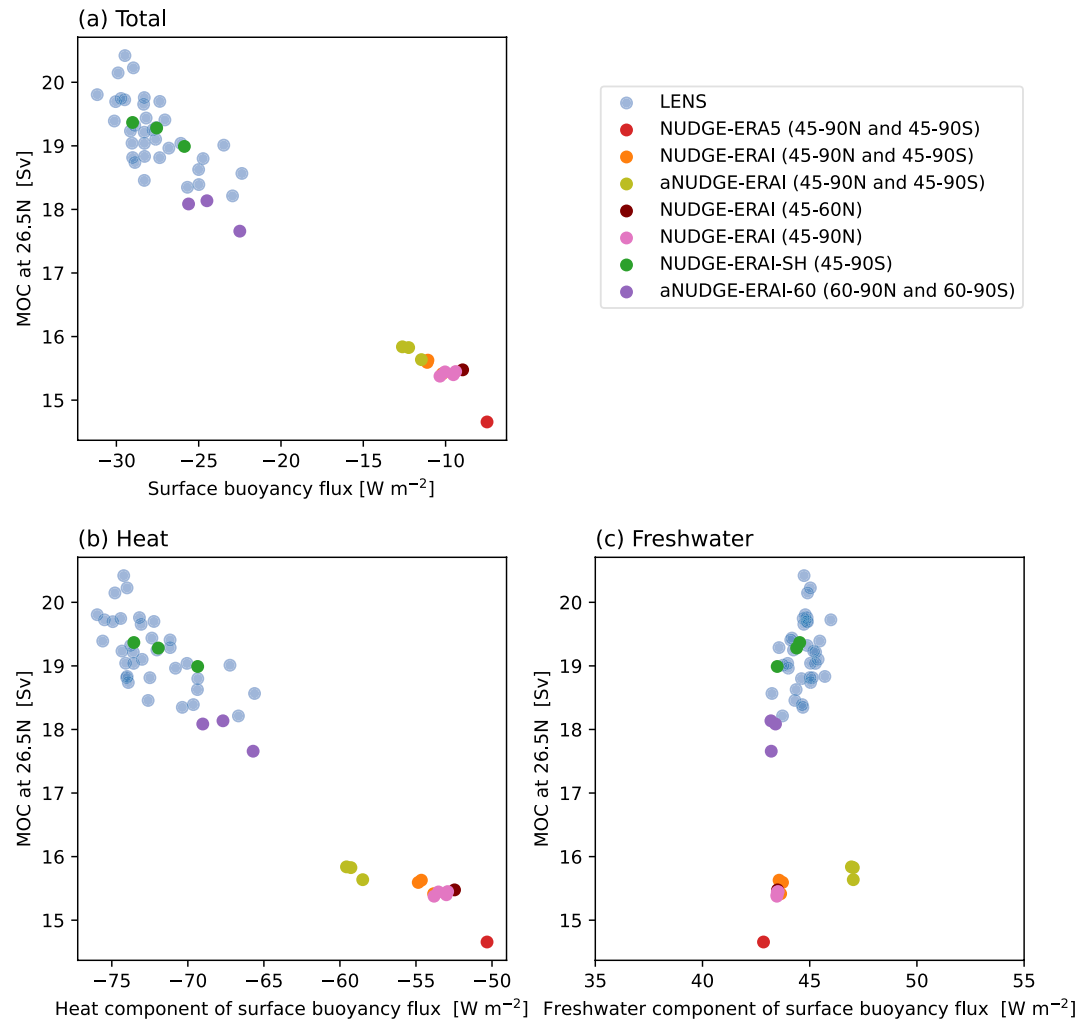 (a) Total
20
19
18
17
16
15
MOC at 26.5N [Sv]
−30 −25 −20 −15 −10
Surface buoyancy flux [W m⁻²]
LENS
NUDGE-ERA5 (45-90N and 45-90S)
NUDGE-ERAI (45-90N and 45-90S)
aNUDGE-ERAI (45-90N and 45-90S)
NUDGE-ERAI (45-60N)
NUDGE-ERAI (45-90N)
NUDGE-ERAI-SH (45-90S)
aNUDGE-ERAI-60 (60-90N and 60-90S)
(b) Heat
20
19
18
17
16
15
MOC at 26.5N [Sv]
−75 −70 −65 −60 −55 −50
Heat component of surface buoyancy flux [W m⁻²]
(c) Freshwater
20
19
18
17
16
15
MOC at 26.5N [Sv]
35 40 45 50 55
Freshwater component of surface buoyancy flux [W m⁻²]